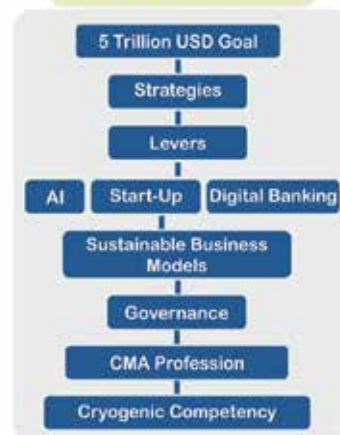 5 Trillion USD Goal
Strategies
Levers
AI Start-Up Digital Banking
Sustainable Business
Models
Governance
CMA Profession
Cryogenic Competency